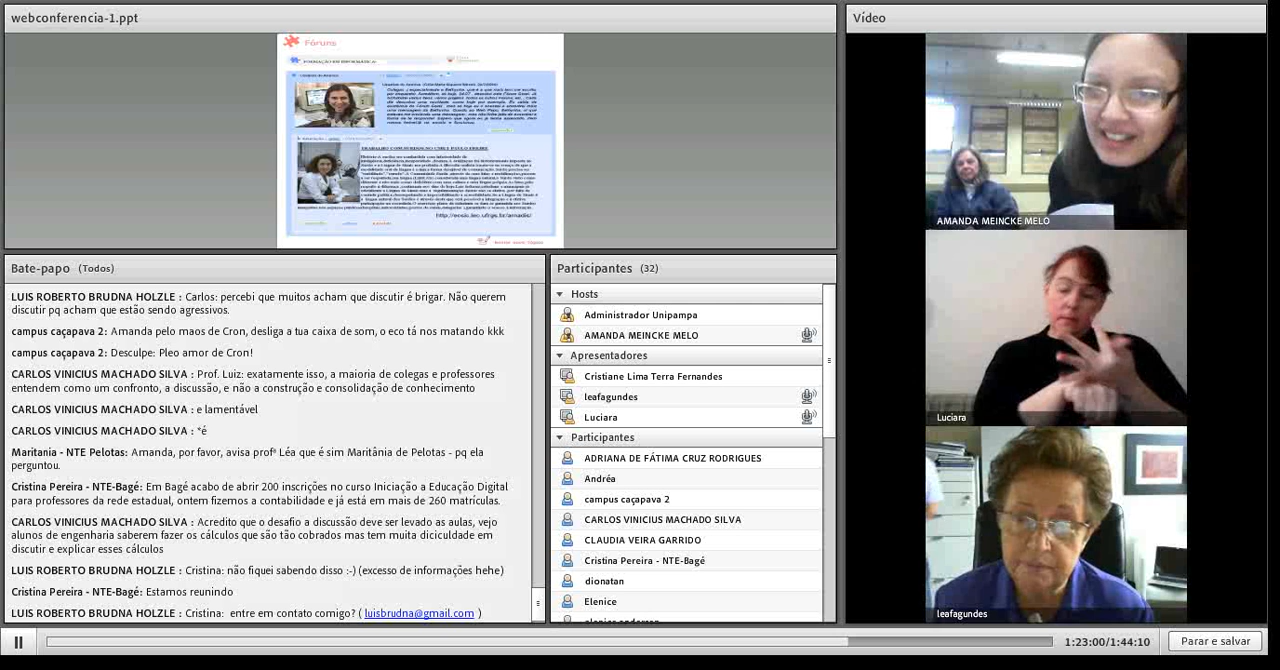 webconferencia-1.ppt
Fóruns
http://eosic.lec.ufrgs.br/amadis/
Bate-papo (Todos)
LUIS ROBERTO BRUDNA HOLZLE : Carlos: percebi que muitos acham que discutir é brigar. Não querem
discutir pq acham que estão sendo agressivos.
campus caçapava 2: Amanda pelo maos de Cron, desliga a tua caixa de som, o eco tá nos matando kkk
campus caçapava 2: Desculpe: Pleo amor de Cron!
CARLOS VINICIUS MACHADO SILVA : Prof. Luiz: exatamente isso, a maioria de colegas e professores
entendem como um confronto, a discussão, e não a construção e consolidação de conhecimento
CARLOS VINICIUS MACHADO SILVA : e lamentável
CARLOS VINICIUS MACHADO SILVA : *é
Maritania - NTE Pelotas: Amanda, por favor, avisa profª Léa que é sim Maritânia de Pelotas - pq ela
perguntou.
Cristina Pereira - NTE-Bagé: Em Bagé acabo de abrir 200 inscrições no curso Iniciação a Educação Digital
para professores da rede estadual, ontem fizemos a contabilidade e já está em mais de 260 matrículas.
CARLOS VINICIUS MACHADO SILVA : Acredito que o desafio a discussão deve ser levado as aulas, vejo
alunos de engenharia saberem fazer os cálculos que são tão cobrados mas tem muita diciculdade em
discutir e explicar esses cálculos
LUIS ROBERTO BRUDNA HOLZLE : Cristina: não fiquei sabendo disso :-) (excesso de informações hehe)
Cristina Pereira - NTE-Bagé: Estamos reunindo
LUIS ROBERTO BRUDNA HOLZLE : Cristina: entre em contato comigo? ( luisbrudna@gmail.com )
Participantes (32)
Hosts
Administrador Unipampa
AMANDA MEINCKE MELO
Apresentadores
Cristiane Lima Terra Fernandes
leafagundes
Luciara
Participantes
ADRIANA DE FÁTIMA CRUZ RODRIGUES
Andréa
campus caçapava 2
CARLOS VINICIUS MACHADO SILVA
CLAUDIA VEIRA GARRIDO
Cristina Pereira - NTE-Bagé
dionatan
Elenice
Vídeo
AMANDA MEINCKE MELO
Luciara
leafagundes
1:23:00/1:44:10
Parar e salvar